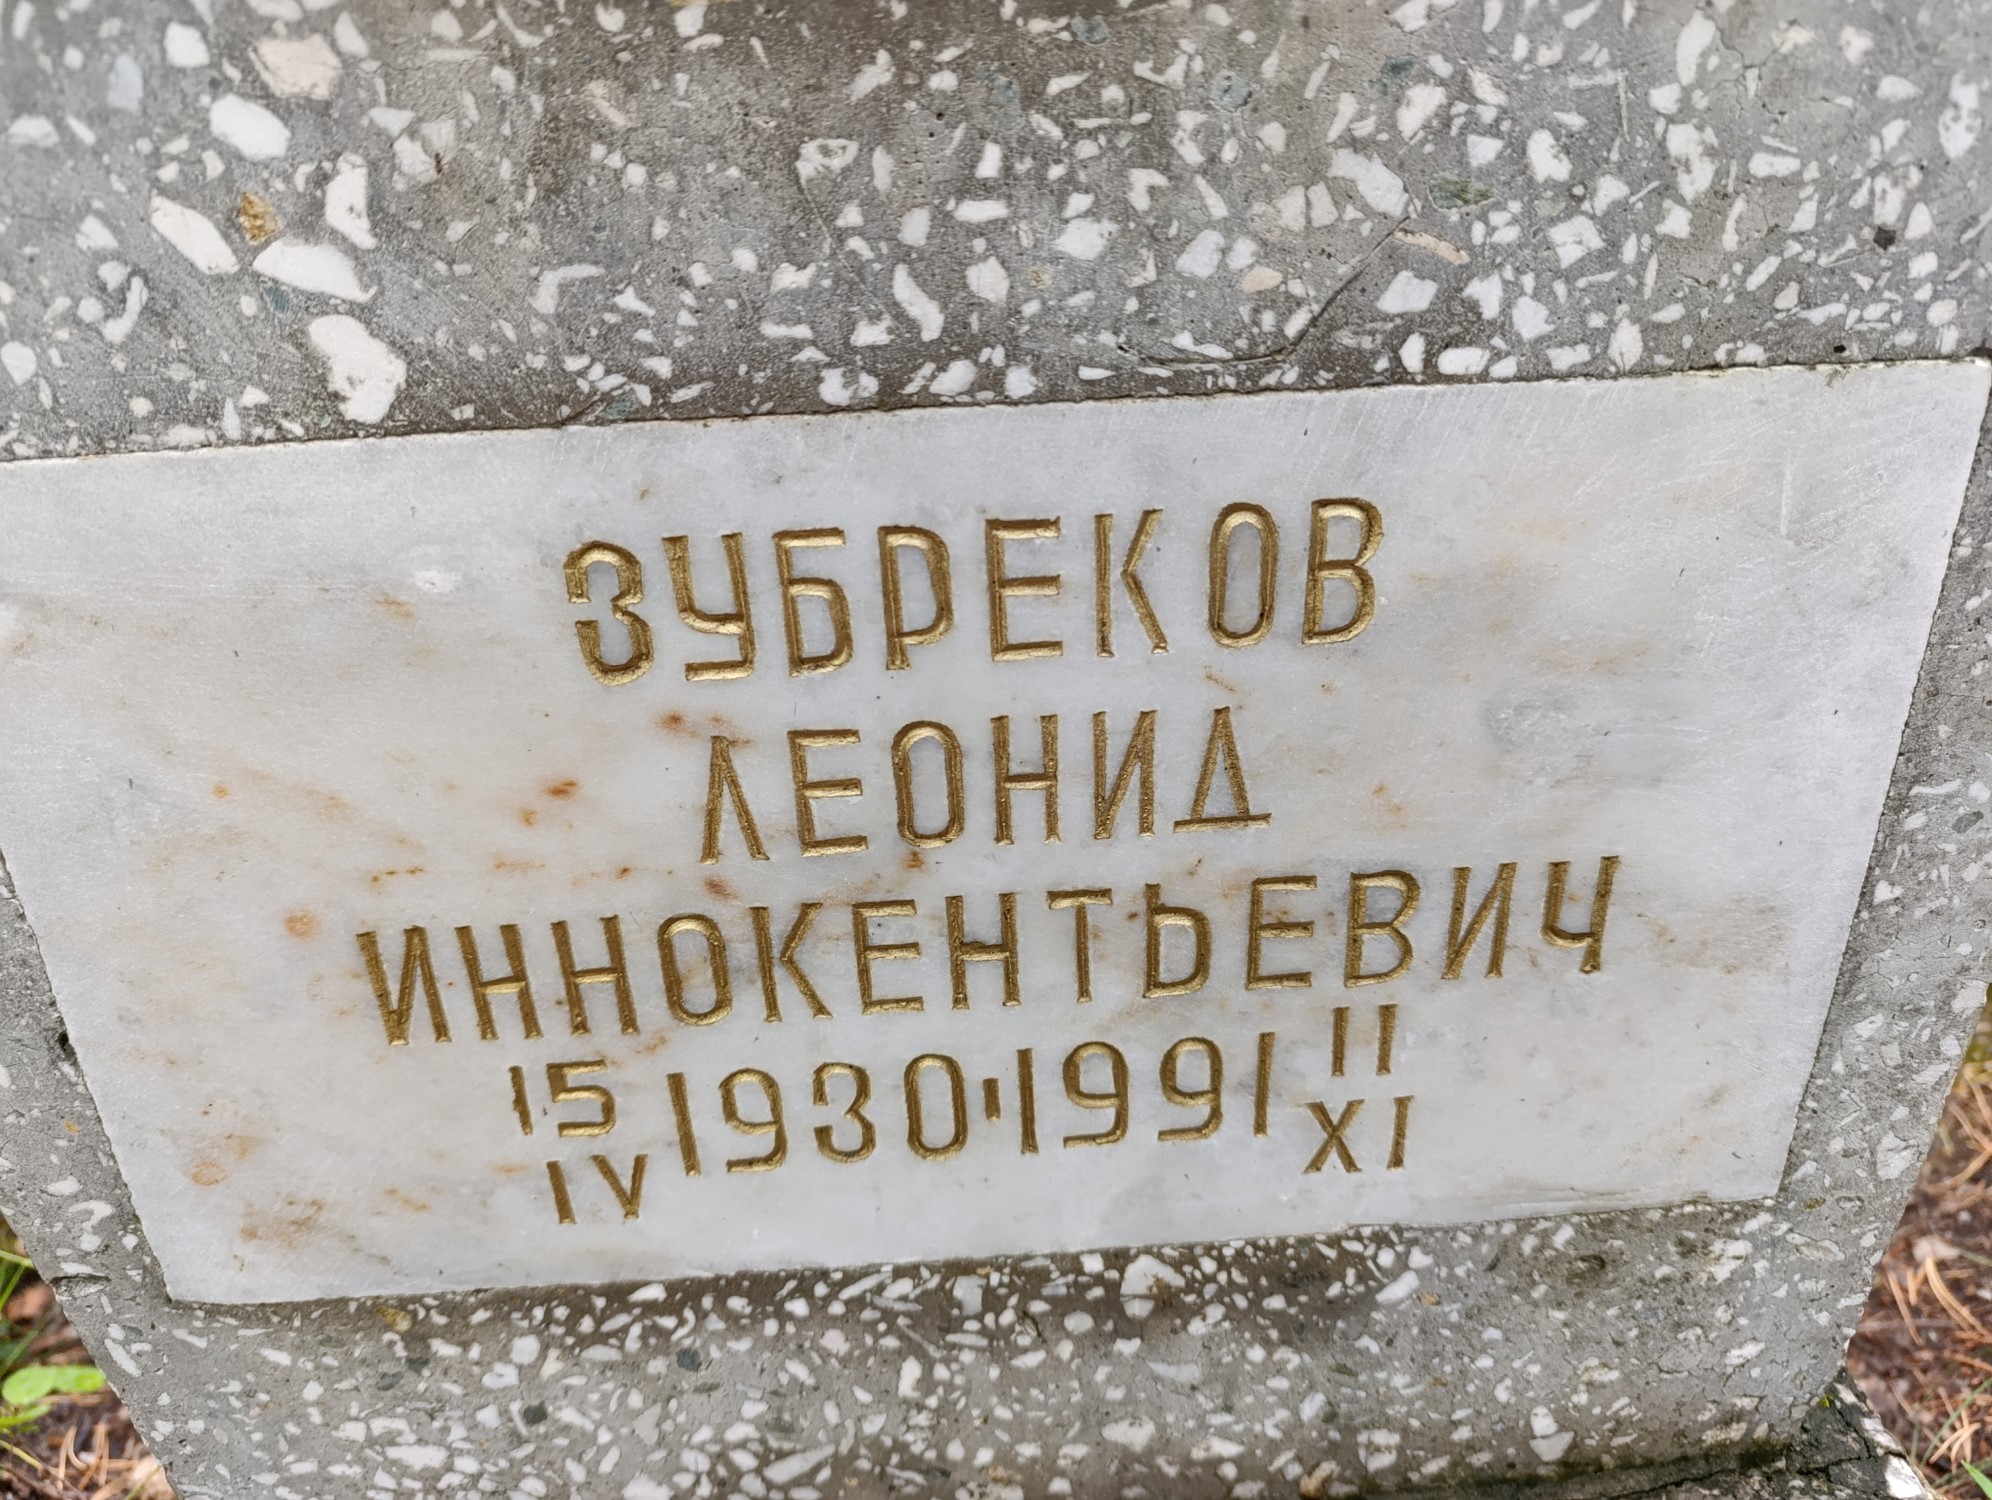 ЗУБРЕКОВ
ЛЕОНИД
ИННОКЕНТЬЕВИЧ
15 IV 1930-1991 11 XI